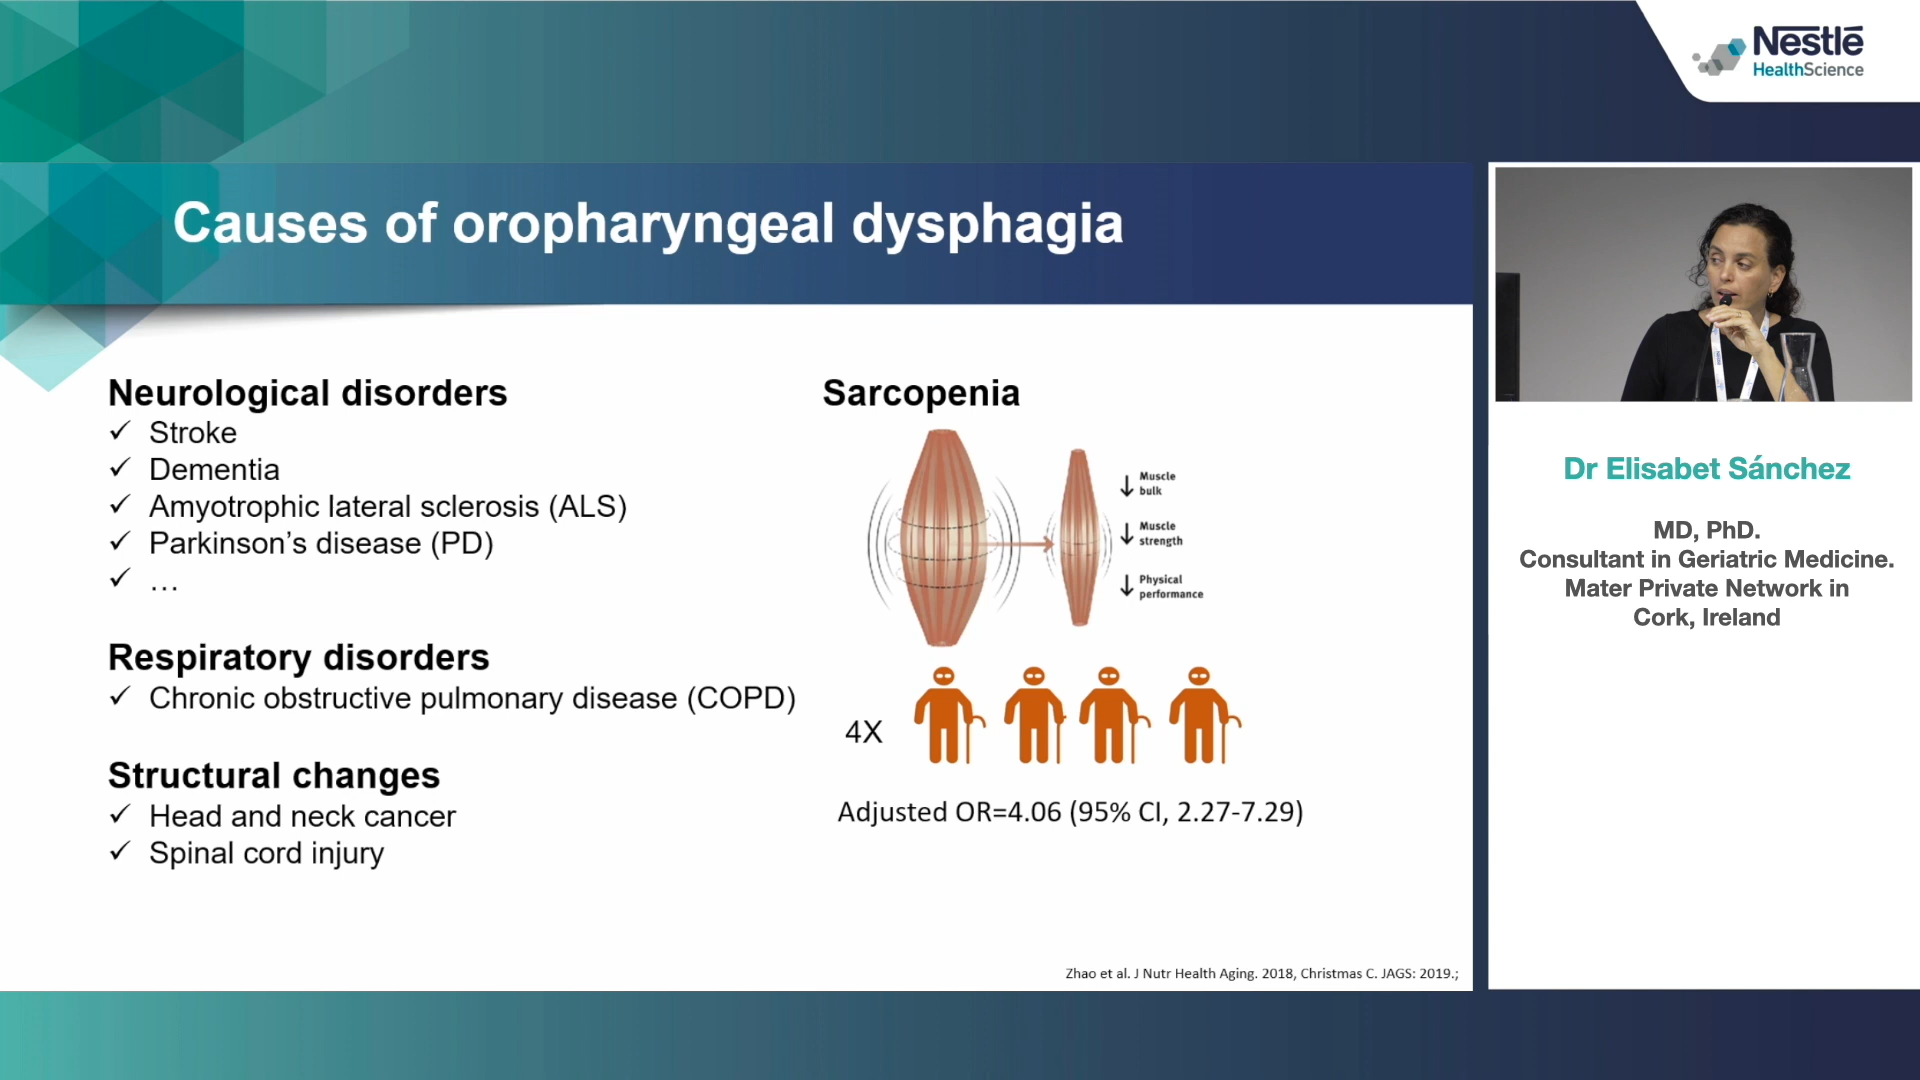 Nestlé
HealthScience
Causes of oropharyngeal dysphagia
Neurological disorders
✓ Stroke
✓ Dementia
✓ Amyotrophic lateral sclerosis (ALS)
✓ Parkinson’s disease (PD)
✓ …
Respiratory disorders
✓ Chronic obstructive pulmonary disease (COPD)
Structural changes
✓ Head and neck cancer
✓ Spinal cord injury
Sarcopenia
↓ Muscle
bulk
↓ Muscle
strength
↓ Physical
performance
4X
Adjusted OR=4.06 (95% CI, 2.27-7.29)
Zhao et al. J Nutr Health Aging. 2018, Christmas C. JAGS: 2019.;
Dr Elisabet Sánchez
MD, PhD.
Consultant in Geriatric Medicine.
Mater Private Network in
Cork, Ireland